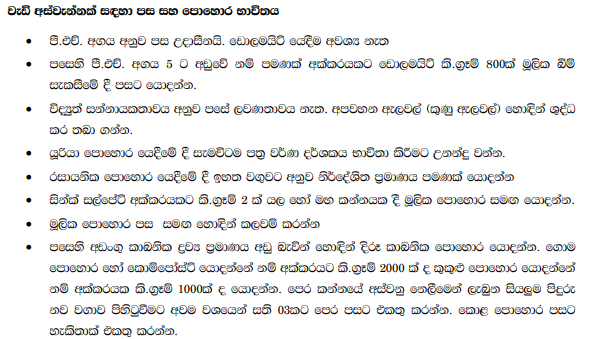 වැඩි අස්වැන්නක් සඳහා පස සහ පොහොර භාවිතය
• පී.එච්. අගය අනුව පස උදාසීනයි. ඩොලමයිට් යෙදීම අවශ්‍ය නැත
• පසෙහි පී.එච්. අගය 5 ට අඩුවේ නම් පමණක් අක්කරයකට ඩොලමයිට් කි.ග්‍රෑම් 800ක් මූලික බිම්
සැකසීමේ දී පසට යොදන්න.
• විද්‍යුත් සන්නායකතාවය අනුව පසේ ලවණතාවය නැත. අපවහන ඇලවල් (කුණු ඇලවල්) හොඳින් ශුද්ධ
කර තබා ගන්න.
• යූරියා පොහොර යෙදීමේ දී සැමවිටම පත්‍ර වර්ණ දර්ශකය භාවිතා කිරීමට උනන්දු වන්න.
• රසායනික පොහොර යෙදීමේ දී ඉහත වගුවට අනුව නිර්දේශිත ප්‍රමාණය පමණක් යොදන්න
• සින්ක් සල්ෆේට් අක්කරයකට කි.ග්‍රෑම් 2 ක් යල හෝ මහ කන්නයක දී මූලික පොහොර සමඟ යොදන්න.
• මූලික පොහොර පස සමඟ හොඳින් කලවම් කරන්න
• පසෙහි අඩංගු කාබනික ද්‍රව්‍ය ප්‍රමාණය අඩු බැවින් හොඳින් දිරූ කාබනික පොහොර යොදන්න. ගොම
පොහොර හෝ කොම්පෝස්ට් යොදන්නේ නම් අක්කරයට කි.ග්‍රෑම් 2000 ක් ද කුකුළු පොහොර යොදන්නේ
නම් අක්කරයක කි.ග්‍රෑම් 1000ක් ද යොදන්න. පෙර කන්නයේ අස්වනු නෙලීමෙන් ලැබුන සියලුම පිදුරු
නව වගාව පිහිටුවීමට අවම වශයෙන් සති 03කට පෙර පසට එකතු කරන්න. කොළ පොහොර පසට
හැකිතාක් එකතු කරන්න.